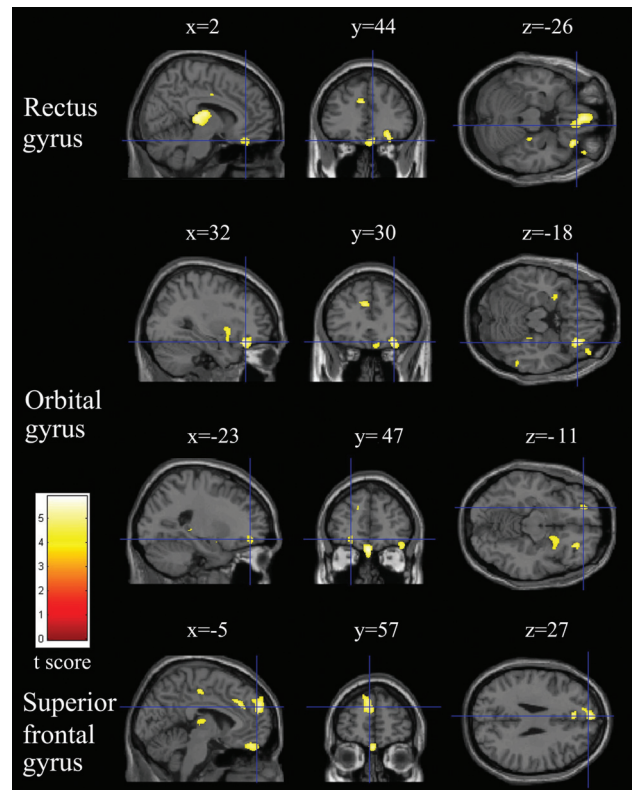 x=2 y=44 z=-26
Rectus
gyrus
x=32 y=30 z=-18
Orbital
gyrus
x=-23 y= 47 z=-11
5
4
3
2
1
0
t score
x=-5 y=57 z=27
Superior
frontal
gyrus